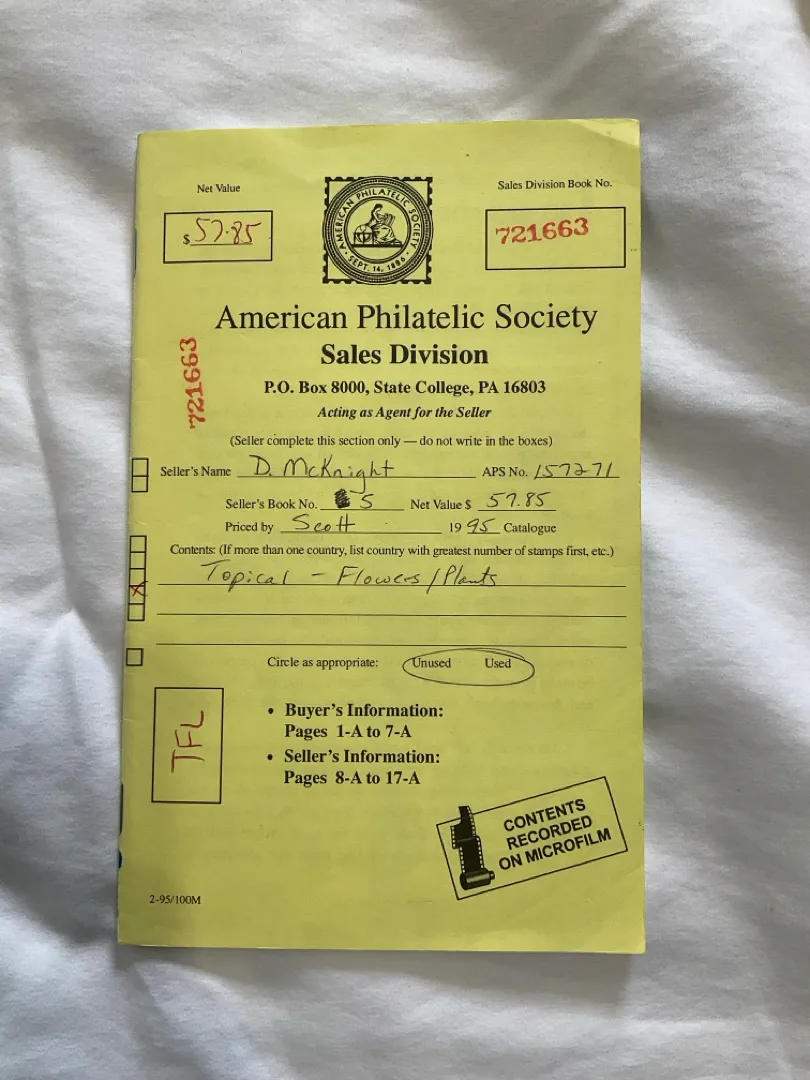 Net Value
Sales Division Book No.
$ 57.85
AMERICAN PHILATELIC SOCIETY
· SEPT. 14, 1886 ·
721663
American Philatelic Society
Sales Division
721663
P.O. Box 8000, State College, PA 16803
Acting as Agent for the Seller
(Seller complete this section only — do not write in the boxes)
Seller's Name D. McKnight APS No. 157271
Seller's Book No. 5 Net Value $ 57.85
Priced by Scott 1995 Catalogue
Contents: (If more than one country, list country with greatest number of stamps first, etc.)
Topical - Flowers/Plants
X
Circle as appropriate: Unused Used
TFL
• Buyer's Information:
Pages 1-A to 7-A
• Seller's Information:
Pages 8-A to 17-A
CONTENTS
RECORDED
ON MICROFILM
2-95/100M